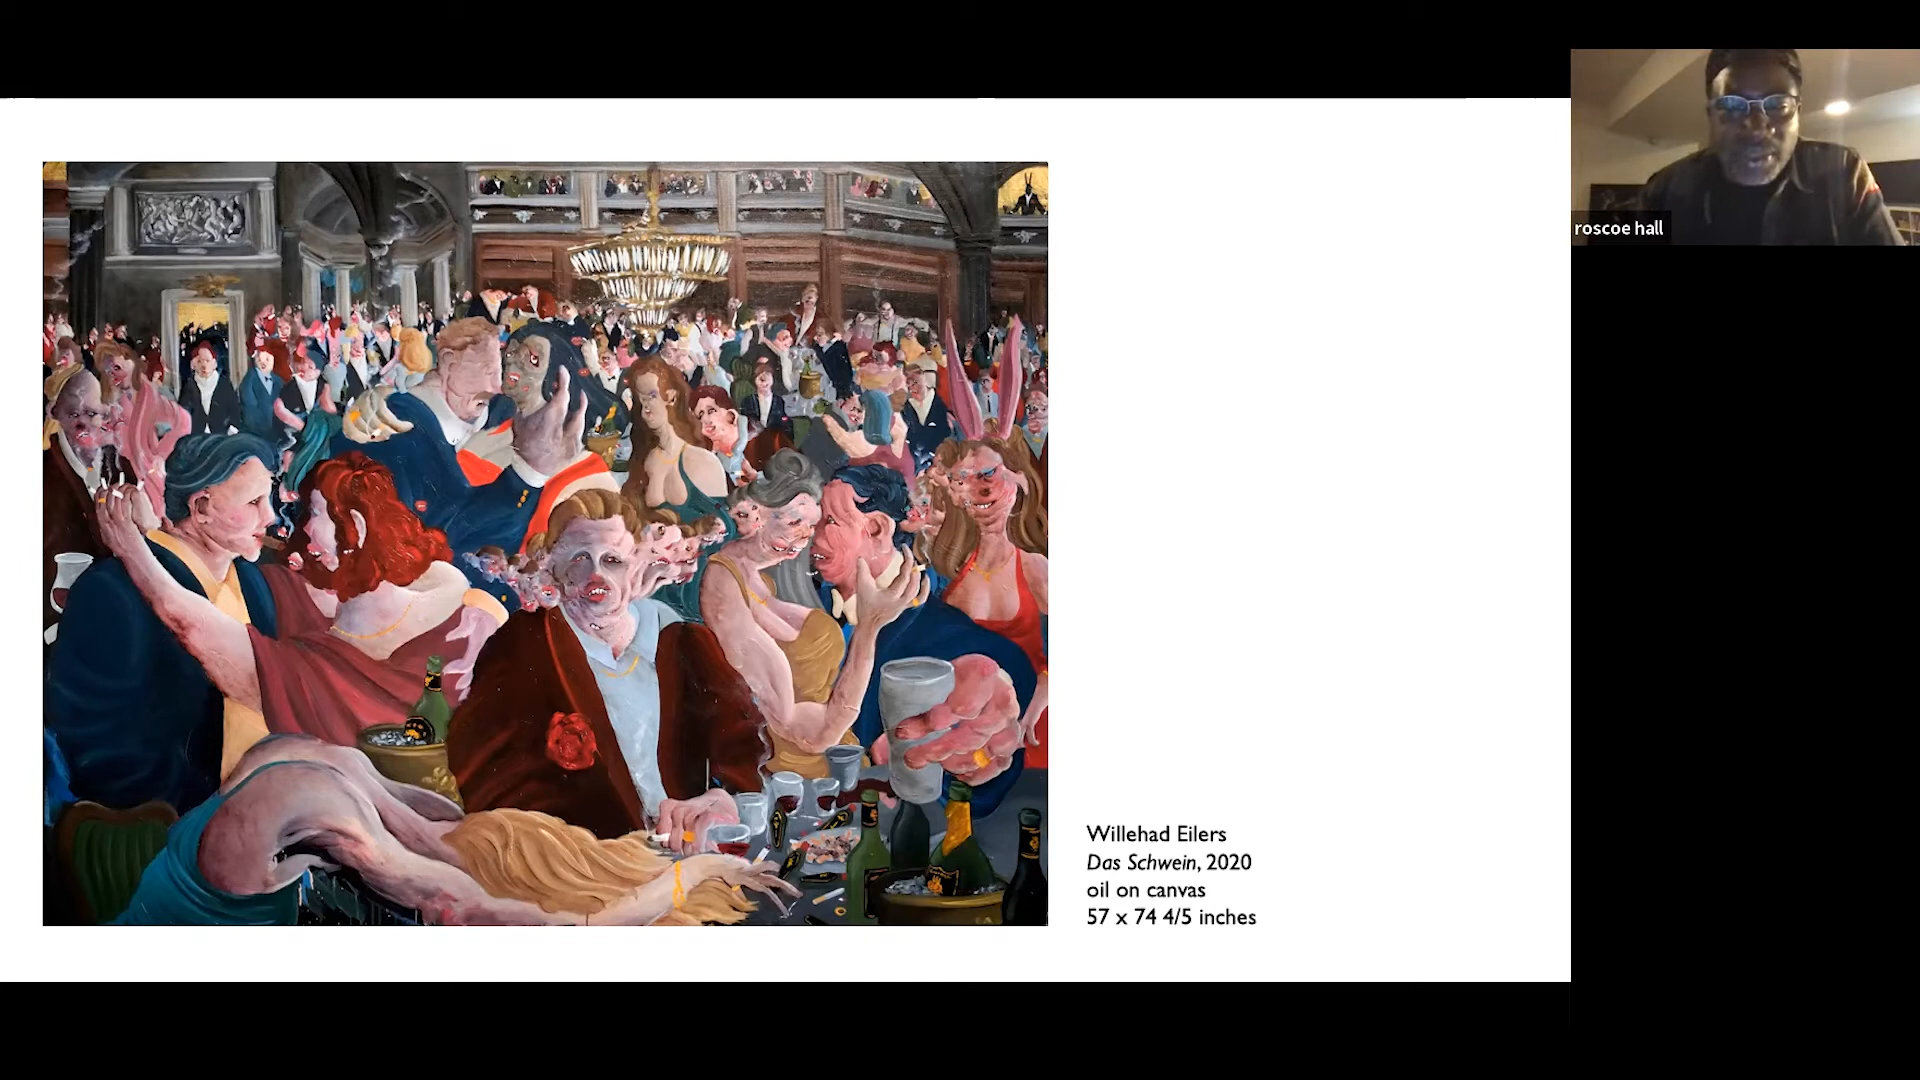 roscoe hall
Willehad Eilers
Das Schwein, 2020
oil on canvas
57 x 74 4/5 inches